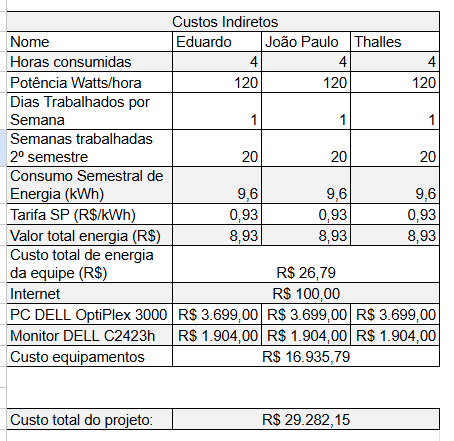 Custos Indiretos
Nome Eduardo João Paulo Thalles
Horas consumidas 4 4 4
Potência Watts/hora 120 120 120
Dias Trabalhados por
Semana 1 1 1
Semanas trabalhadas
2º semestre 20 20 20
Consumo Semestral de
Energia (kWh) 9,6 9,6 9,6
Tarifa SP (R$/kWh) 0,93 0,93 0,93
Valor total energia (R$) 8,93 8,93 8,93
Custo total de energia
da equipe (R$) R$ 26,79
Internet R$ 100,00
PC DELL OptiPlex 3000 R$ 3.699,00 R$ 3.699,00 R$ 3.699,00
Monitor DELL C2423h R$ 1.904,00 R$ 1.904,00 R$ 1.904,00
Custo equipamentos R$ 16.935,79
Custo total do projeto: R$ 29.282,15